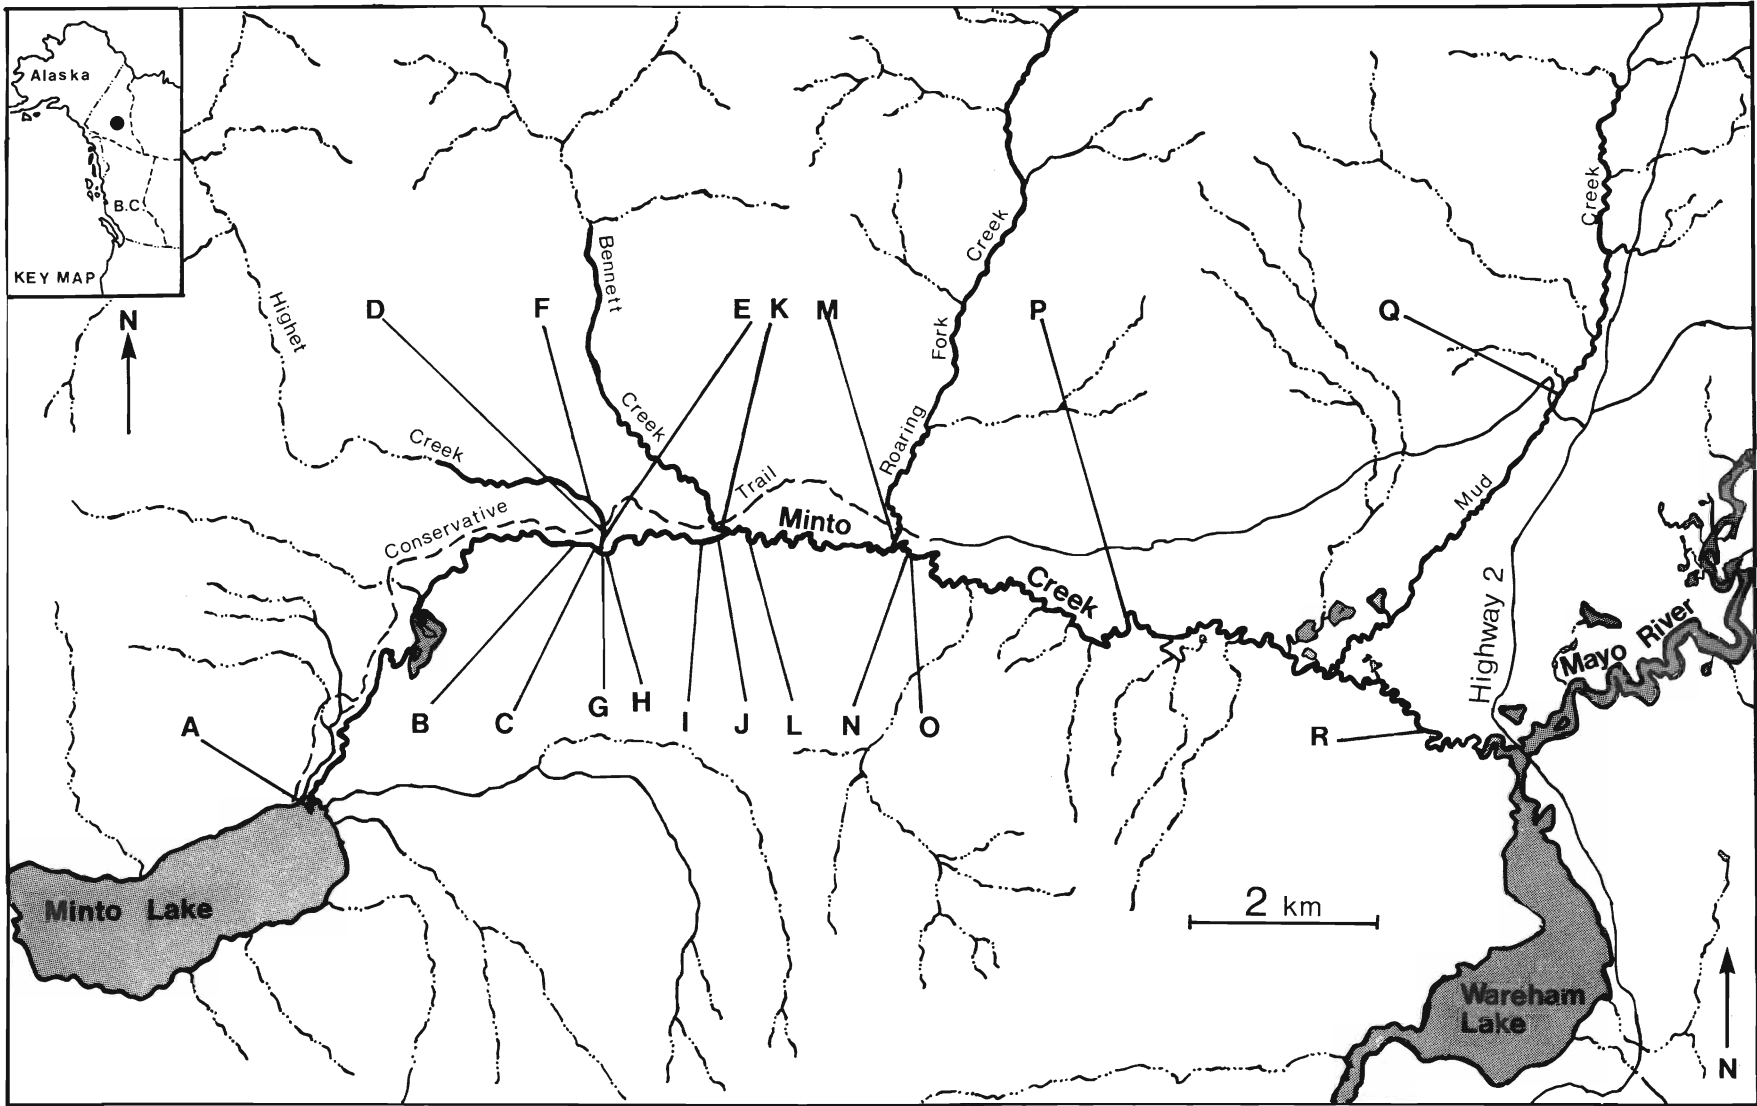 Alaska
B.C.
KEY MAP
N
Highet
Creek
Bennett
Creek
Roaring
Fork
Creek
Creek
Mud
D
F
E
K
M
P
Q
Conservative
Trail
Minto
Creek
Highway 2
Mayo River
A
B
C
G
H
I
J
L
N
O
R
Minto Lake
2 km
Wareham
Lake
N